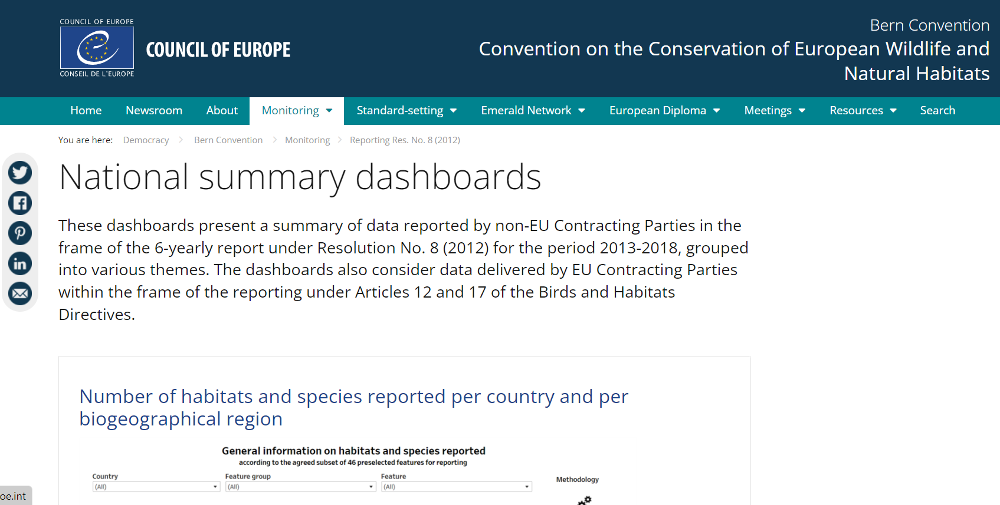 COUNCIL OF EUROPE
COUNCIL OF EUROPE
CONSEIL DE L'EUROPE
Bern Convention
Convention on the Conservation of European Wildlife and
Natural Habitats
Home Newsroom About Monitoring Standard-setting Emerald Network European Diploma Meetings Resources Search
You are here: Democracy Bern Convention Monitoring Reporting Res. No. 8 (2012)
National summary dashboards
These dashboards present a summary of data reported by non-EU Contracting Parties in the
frame of the 6-yearly report under Resolution No. 8 (2012) for the period 2013-2018, grouped
into various themes. The dashboards also consider data delivered by EU Contracting Parties
within the frame of the reporting under Articles 12 and 17 of the Birds and Habitats
Directives.
Number of habitats and species reported per country and per
biogeographical region
General information on habitats and species reported
according to the agreed subset of 46 preselected features for reporting
Country Feature group Feature Methodology
(All) (All) (All)
oe.int